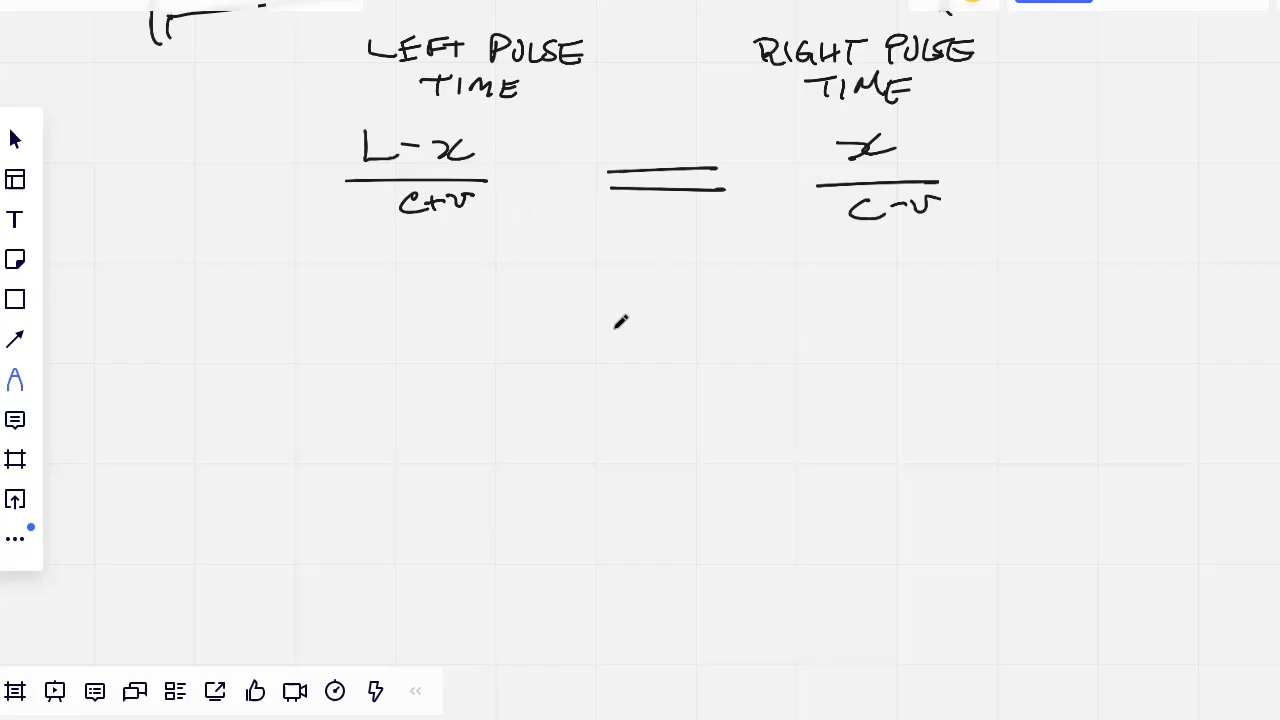 LEFT PULSE TIME
RIGHT PULSE TIME
L-x / c+v = x / c-v
T